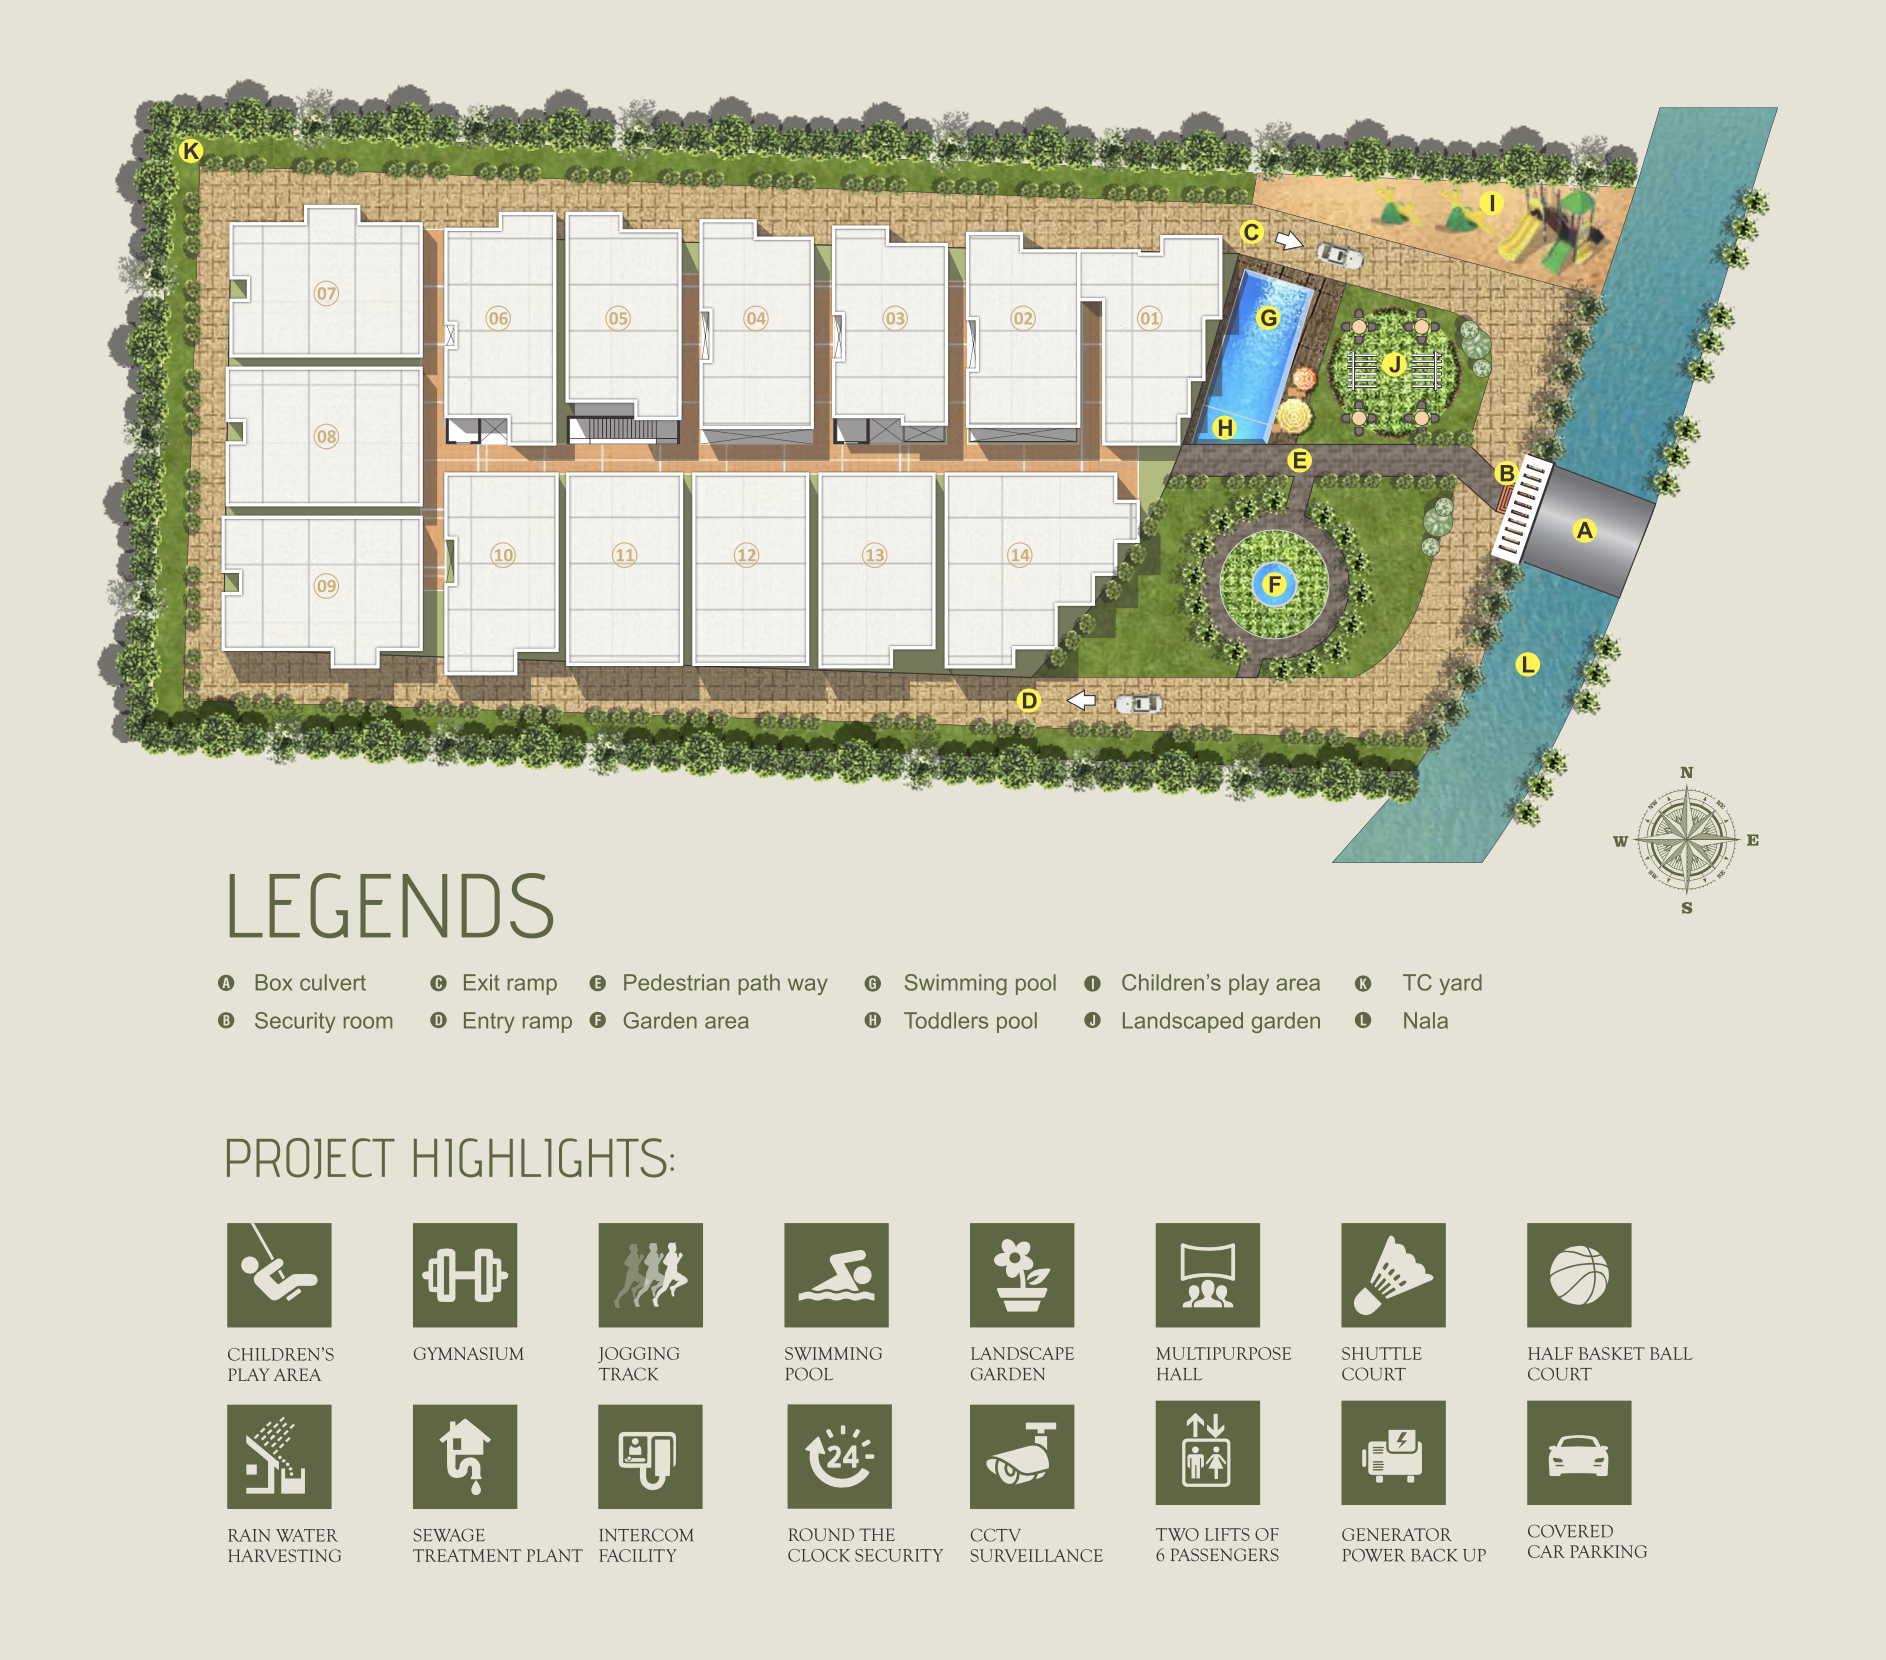 K
I
C
07
06
05
04
03
02
01
G
J
08
H
E
B
A
10
11
12
13
14
09
F
L
D
N
NW NE
W E
SW SE
S
LEGENDS
A Box culvert C Exit ramp E Pedestrian path way G Swimming pool I Children's play area K TC yard
B Security room D Entry ramp F Garden area H Toddlers pool J Landscaped garden L Nala
PROJECT HIGHLIGHTS:
CHILDREN'S
PLAY AREA
GYMNASIUM
JOGGING
TRACK
SWIMMING
POOL
LANDSCAPE
GARDEN
MULTIPURPOSE
HALL
SHUTTLE
COURT
HALF BASKET BALL
COURT
RAIN WATER
HARVESTING
SEWAGE
TREATMENT PLANT
INTERCOM
FACILITY
24
ROUND THE
CLOCK SECURITY
CCTV
SURVEILLANCE
TWO LIFTS OF
6 PASSENGERS
GENERATOR
POWER BACK UP
COVERED
CAR PARKING